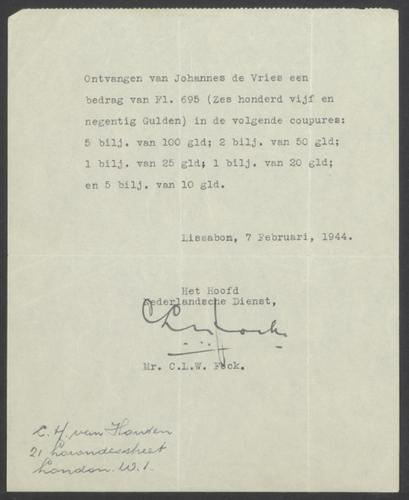 Ontvangen van Johannes de Vries een
bedrag van Fl. 695 (Zes honderd vijf en
negentig Gulden) in de volgende coupures:
5 bilj. van 100 gld; 2 bilj. van 50 gld;
1 bilj. van 25 gld; 1 bilj. van 20 gld;
en 5 bilj. van 10 gld.
Lissabon, 7 Februari, 1944.
Het Hoofd
Nederlandsche Dienst,
Mr. C.L.W. Fock.
C. H. van Houten
21 Lowndesstreet
London. W.1.